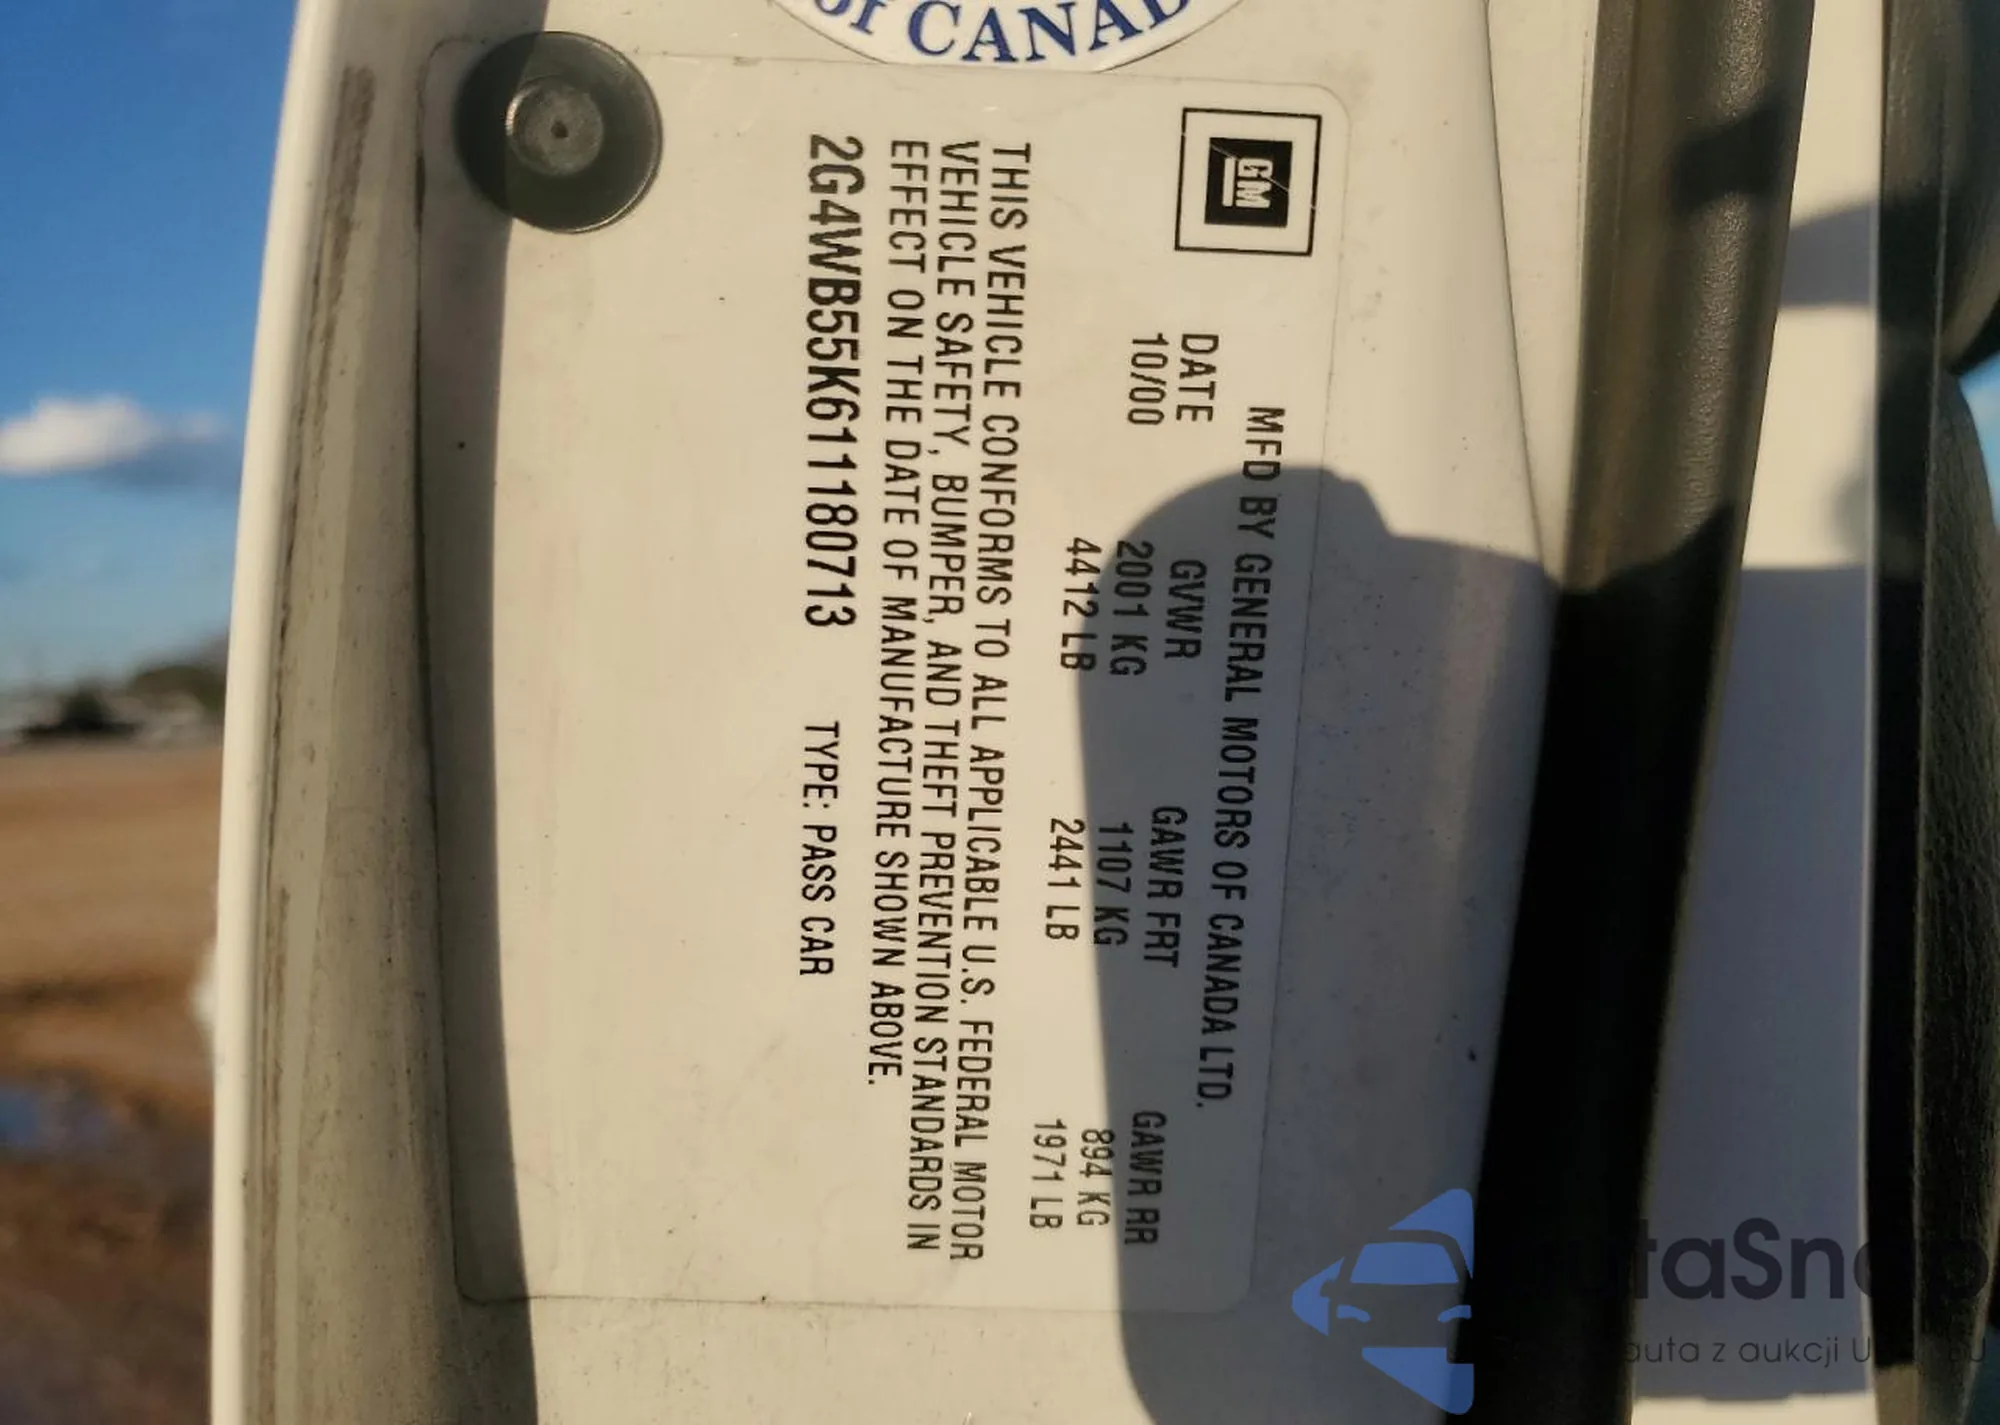 of CANAD
GM
MFD BY GENERAL MOTORS OF CANADA LTD.
DATE GVWR GAWR FRT GAWR RR
10/00 2001 KG 1107 KG 894 KG
4412 LB 2441 LB 1971 LB
THIS VEHICLE CONFORMS TO ALL APPLICABLE U.S. FEDERAL MOTOR
VEHICLE SAFETY, BUMPER, AND THEFT PREVENTION STANDARDS IN
EFFECT ON THE DATE OF MANUFACTURE SHOWN ABOVE.
2G4WB55K611180713 TYPE: PASS CAR
taSn
auta z aukcji U